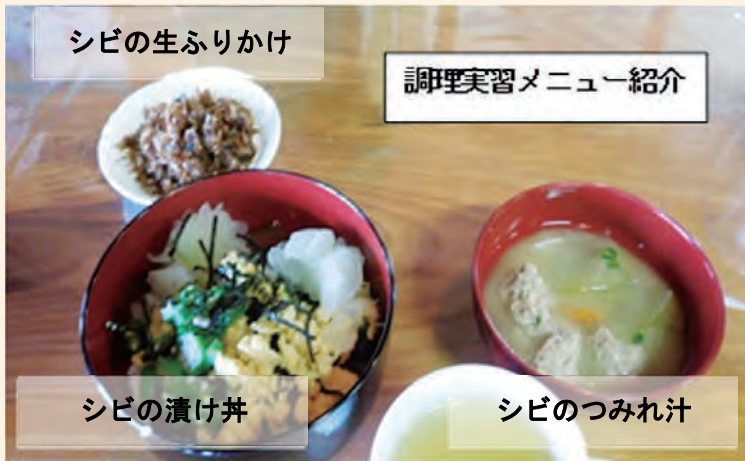 シビの生ふりかけ
調理実習メニュー紹介
シビの漬け丼
シビのつみれ汁